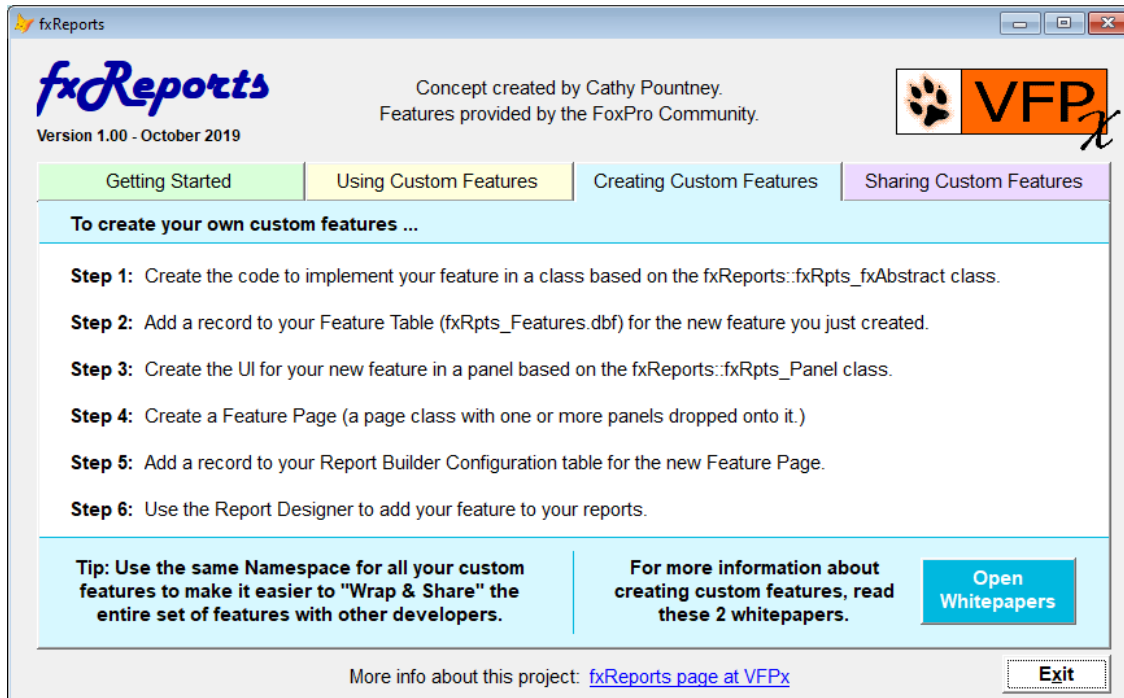 fxReports
fxReports
Version 1.00 - October 2019
Concept created by Cathy Pountney.
Features provided by the FoxPro Community.
VFPx
Getting Started
Using Custom Features
Creating Custom Features
Sharing Custom Features
To create your own custom features ...
Step 1: Create the code to implement your feature in a class based on the fxReports::fxRpts_fxAbstract class.
Step 2: Add a record to your Feature Table (fxRpts_Features.dbf) for the new feature you just created.
Step 3: Create the UI for your new feature in a panel based on the fxReports::fxRpts_Panel class.
Step 4: Create a Feature Page (a page class with one or more panels dropped onto it.)
Step 5: Add a record to your Report Builder Configuration table for the new Feature Page.
Step 6: Use the Report Designer to add your feature to your reports.
Tip: Use the same Namespace for all your custom
features to make it easier to "Wrap & Share" the
entire set of features with other developers.
For more information about
creating custom features, read
these 2 whitepapers.
Open
Whitepapers
More info about this project: fxReports page at VFPx
Exit